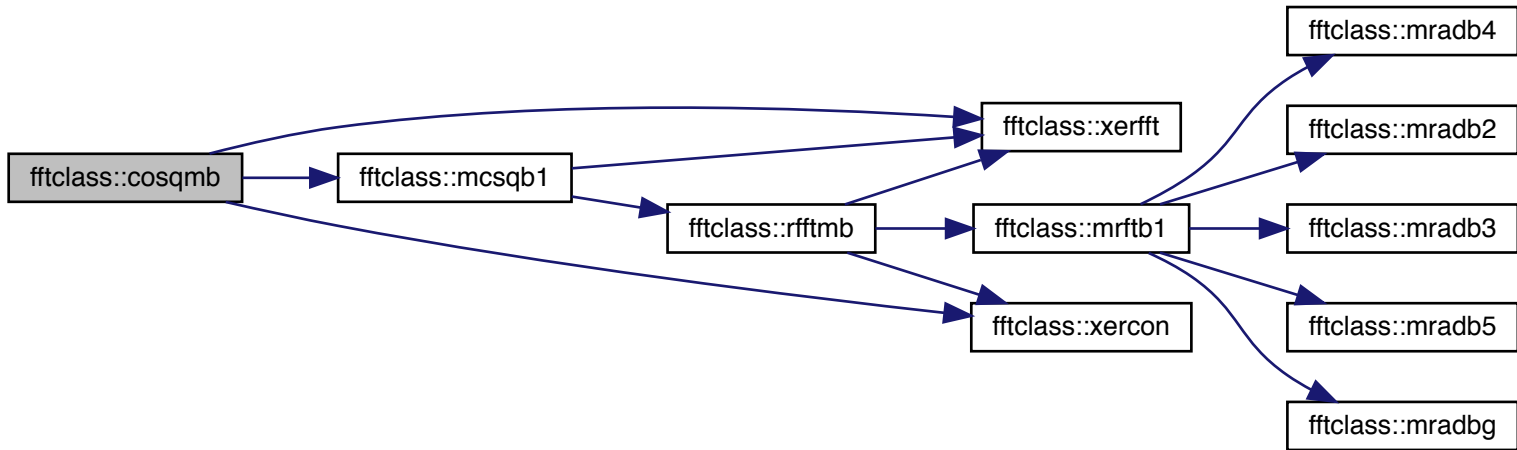 fftclass::cosqmb
fftclass::mcsqb1
fftclass::xerfft
fftclass::rfftmb
fftclass::mrftb1
fftclass::xercon
fftclass::mradb4
fftclass::mradb2
fftclass::mradb3
fftclass::mradb5
fftclass::mradbg